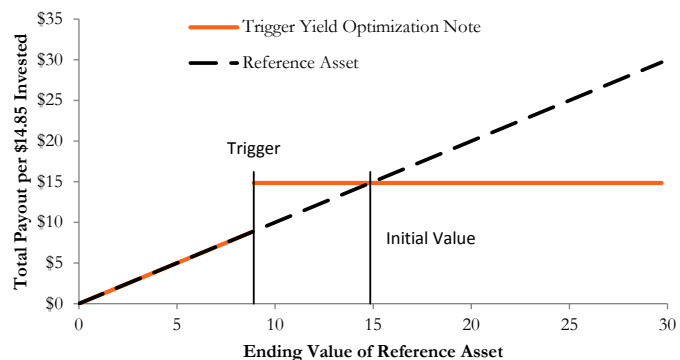 $35
$30
$25
$20
$15
$10
$5
$0
Total Payout per $14.85 Invested
Trigger Yield Optimization Note
Reference Asset
Trigger
Initial Value
0 5 10 15 20 25 30
Ending Value of Reference Asset